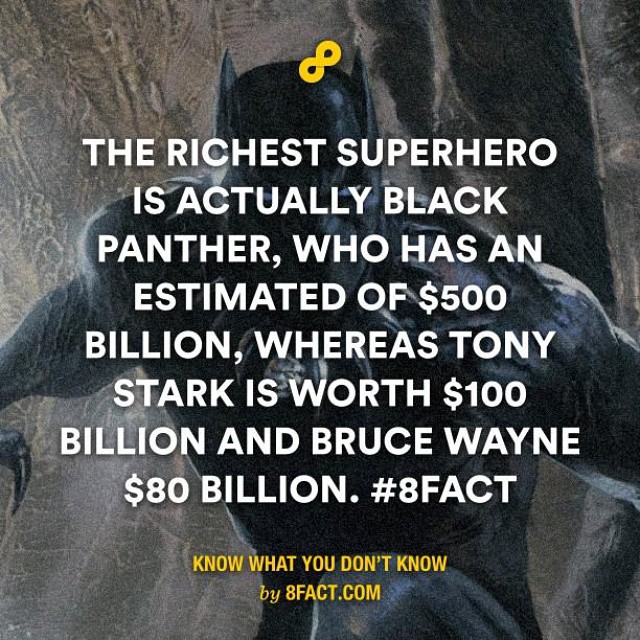 THE RICHEST SUPERHERO
IS ACTUALLY BLACK
PANTHER, WHO HAS AN
ESTIMATED OF $500
BILLION, WHEREAS TONY
STARK IS WORTH $100
BILLION AND BRUCE WAYNE
$80 BILLION. #8FACT
KNOW WHAT YOU DON'T KNOW
by 8FACT.COM